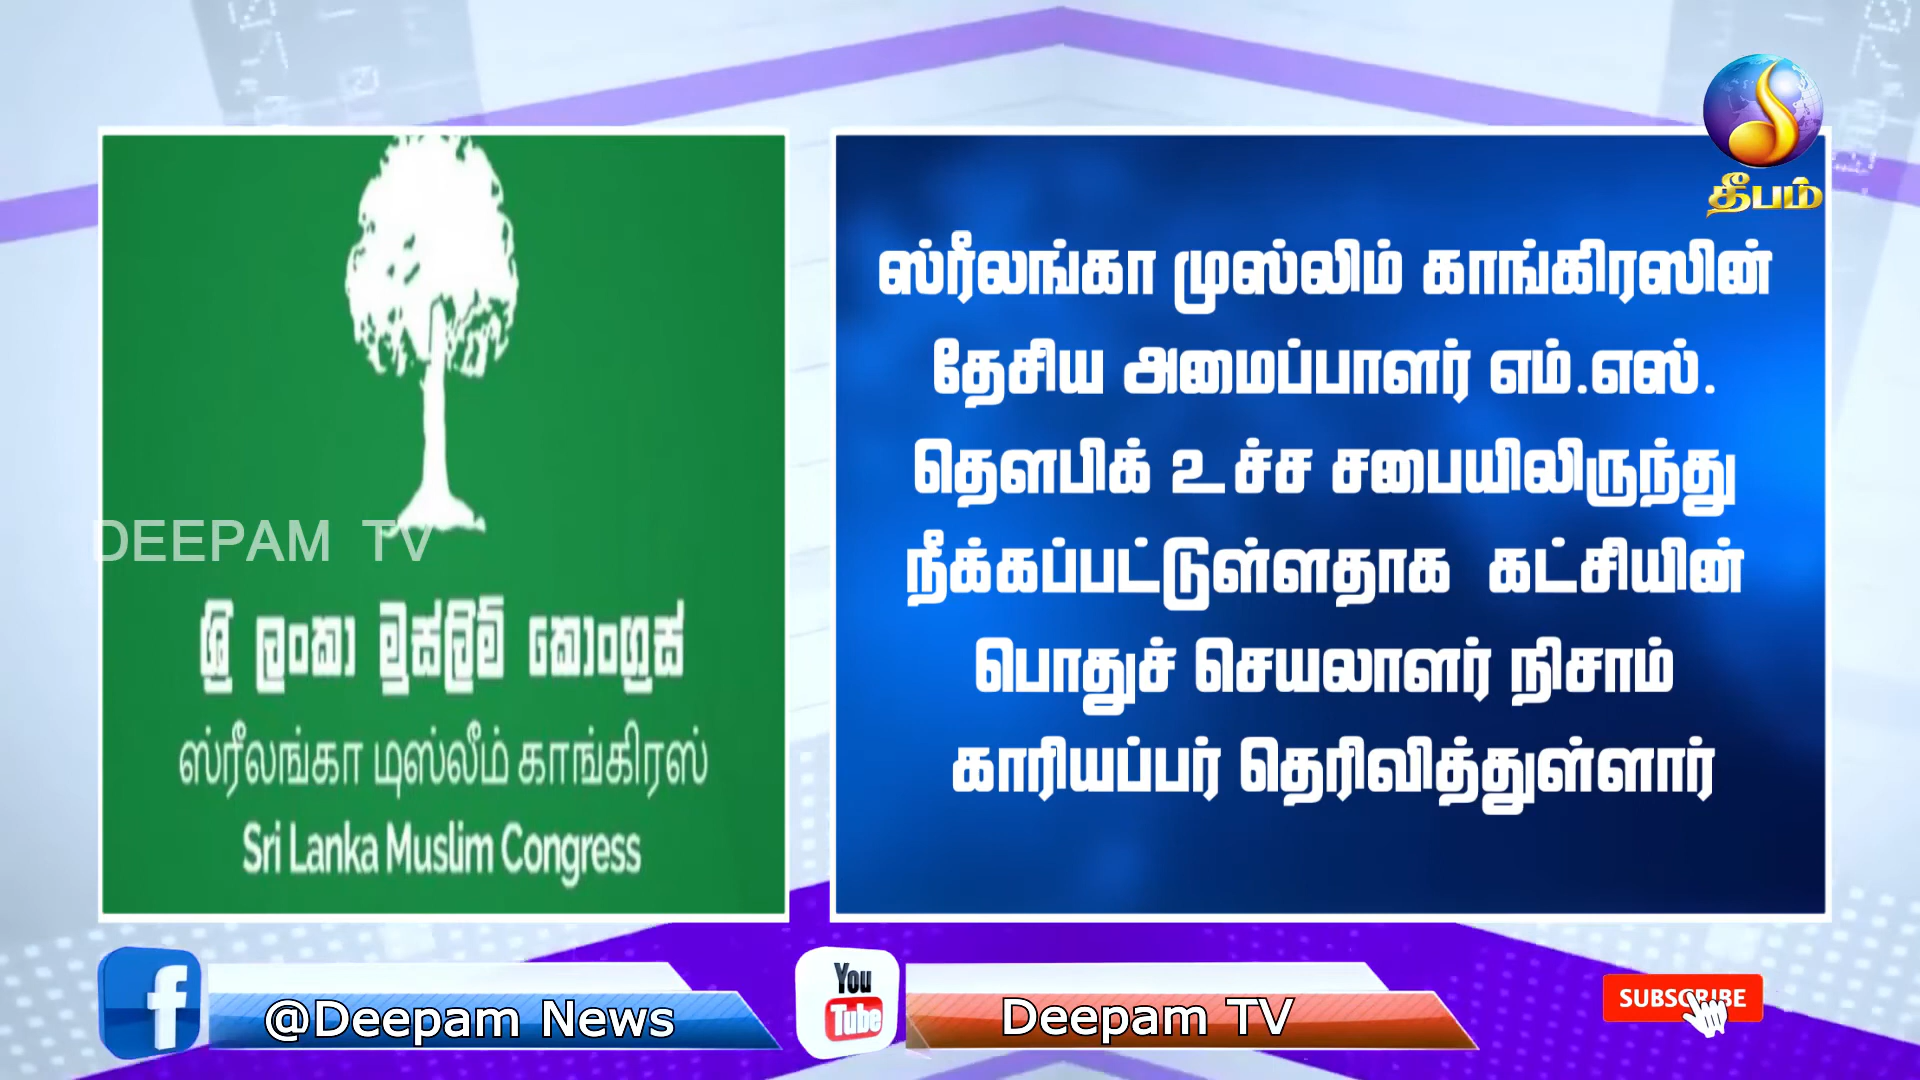 தீபம்
ஸ்ரீலங்கா முஸ்லிம் காங்கிரஸின்
தேசிய அமைப்பாளர் எம்.எஸ்.
தௌபிக் உச்ச சபையிலிருந்து
நீக்கப்பட்டுள்ளதாக கட்சியின்
பொதுச் செயலாளர் நிசாம்
காரியப்பர் தெரிவித்துள்ளார்
DEEPAM TV
ශ්‍රී ලංකා මුස්ලිම් කොංග්‍රස්
ஸ்ரீலங்கா முஸ்லீம் காங்கிரஸ்
Sri Lanka Muslim Congress
@Deepam News
You
Tube
Deepam TV
SUBSCRIBE